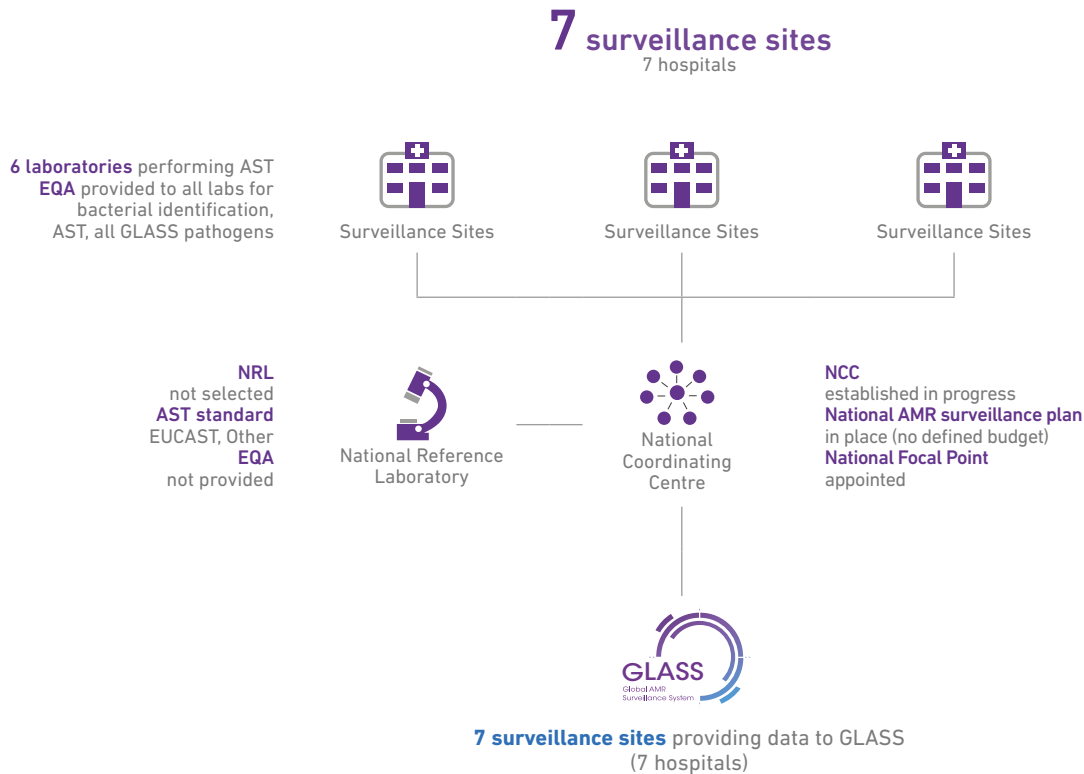 7 surveillance sites
7 hospitals
6 laboratories performing AST
EQA provided to all labs for
bacterial identification,
AST, all GLASS pathogens
Surveillance Sites
Surveillance Sites
Surveillance Sites
NRL
not selected
AST standard
EUCAST, Other
EQA
not provided
National Reference
Laboratory
National
Coordinating
Centre
NCC
established in progress
National AMR surveillance plan
in place (no defined budget)
National Focal Point
appointed
GLASS
Global AMR
Surveillance System
7 surveillance sites providing data to GLASS
(7 hospitals)